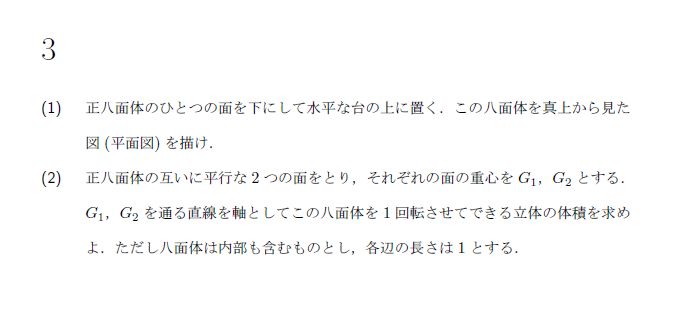 3
(1) 正八面体のひとつの面を下にして水平な台の上に置く．この八面体を真上から見た
図 (平面図) を描け．
(2) 正八面体の互いに平行な 2 つの面をとり，それぞれの面の重心を G1，G2 とする．
G1，G2 を通る直線を軸としてこの八面体を 1 回転させてできる立体の体積を求め
よ．ただし八面体は内部も含むものとし，各辺の長さは 1 とする．